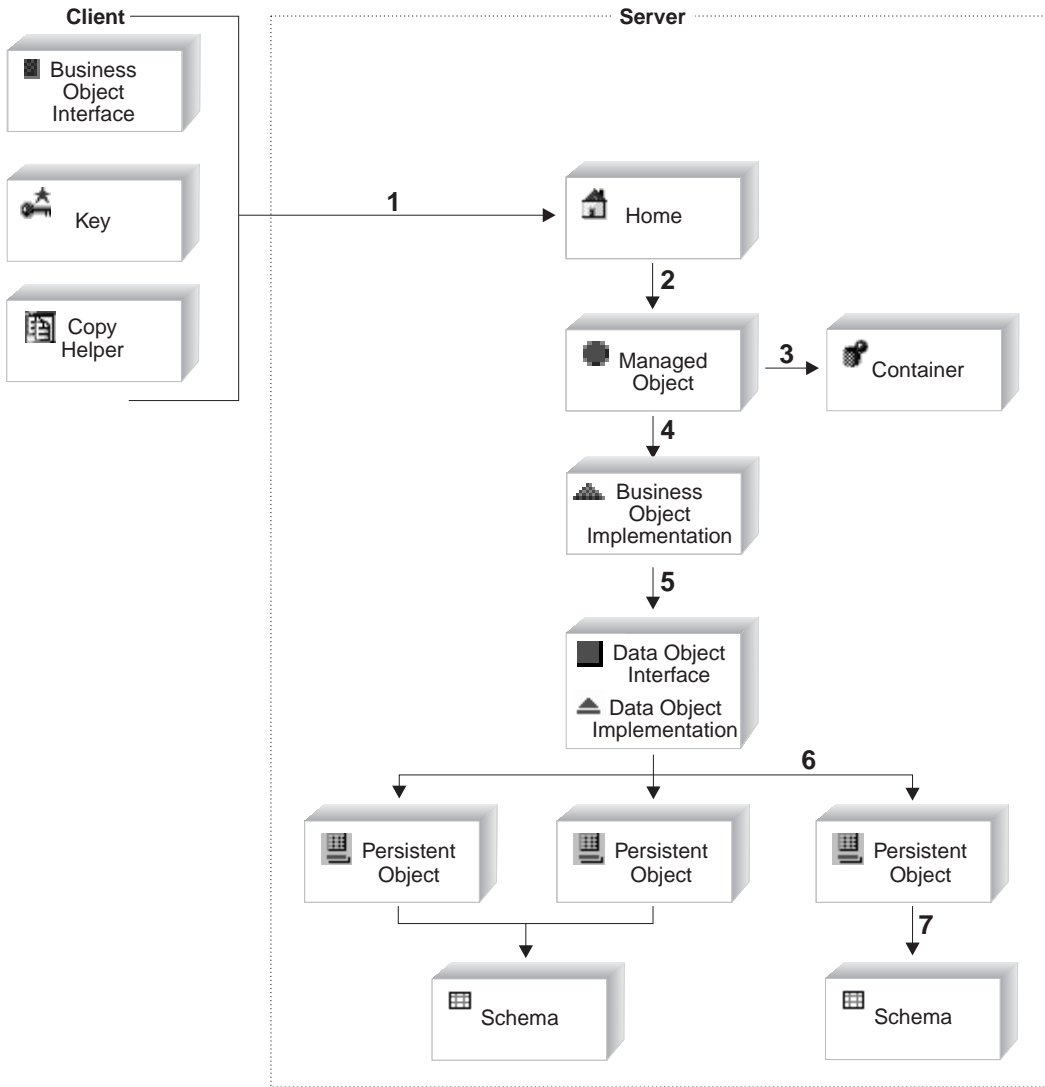 Client
Server
Business
Object
Interface
Key
Copy
Helper
1
Home
2
Managed
Object
3
Container
4
Business
Object
Implementation
5
Data Object
Interface
Data Object
Implementation
6
Persistent
Object
Persistent
Object
Persistent
Object
7
Schema
Schema